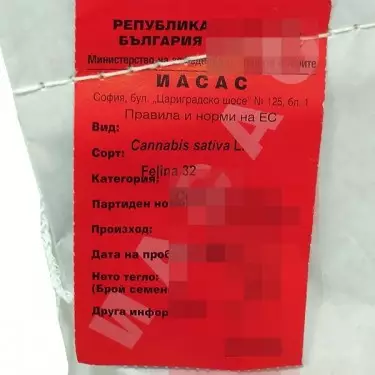 РЕПУБЛИКА
БЪЛГАРИЯ
Министерство на
ИАСАС
София, бул. „Цариградско шосе" № 125, бл. 1
Правила и норми на ЕС
Вид:
Cannabis sativa L.
Сорт:
Felina 32
Категория:
Партиден но
Произход:
Дата на проб
Нето тегло:
(Брой семен
Друга инфор